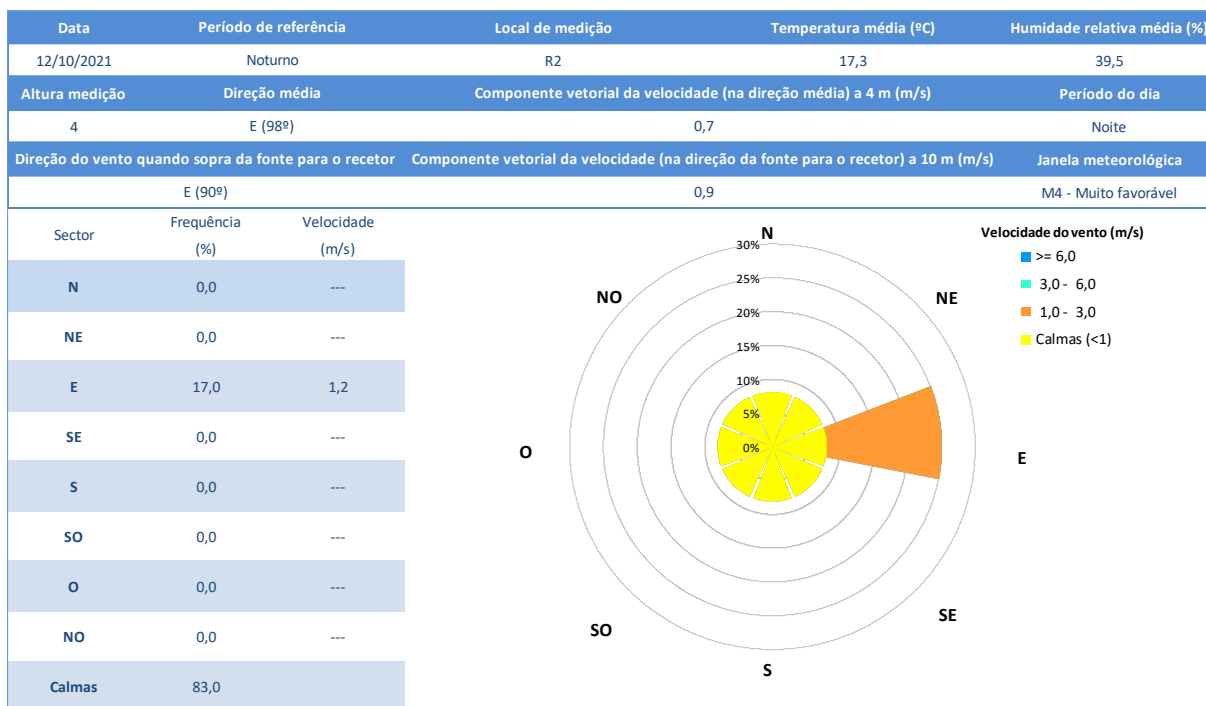 Data Período de referência Local de medição Temperatura média (ºC) Humidade relativa média (%)
12/10/2021 Noturno R2 17,3 39,5
Altura medição Direção média Componente vetorial da velocidade (na direção média) a 4 m (m/s) Período do dia
4 E (98º) 0,7 Noite
Direção do vento quando sopra da fonte para o recetor Componente vetorial da velocidade (na direção da fonte para o recetor) a 10 m (m/s) Janela meteorológica
E (90º) 0,9 M4 - Muito favorável
Sector Frequência (%) Velocidade (m/s)
N 0,0 ---
NE 0,0 ---
E 17,0 1,2
SE 0,0 ---
S 0,0 ---
SO 0,0 ---
O 0,0 ---
NO 0,0 ---
Calmas 83,0
N
NE
E
SE
S
SO
O
NO
30%
25%
20%
15%
10%
5%
0%
Velocidade do vento (m/s)
>= 6,0
3,0 - 6,0
1,0 - 3,0
Calmas (<1)